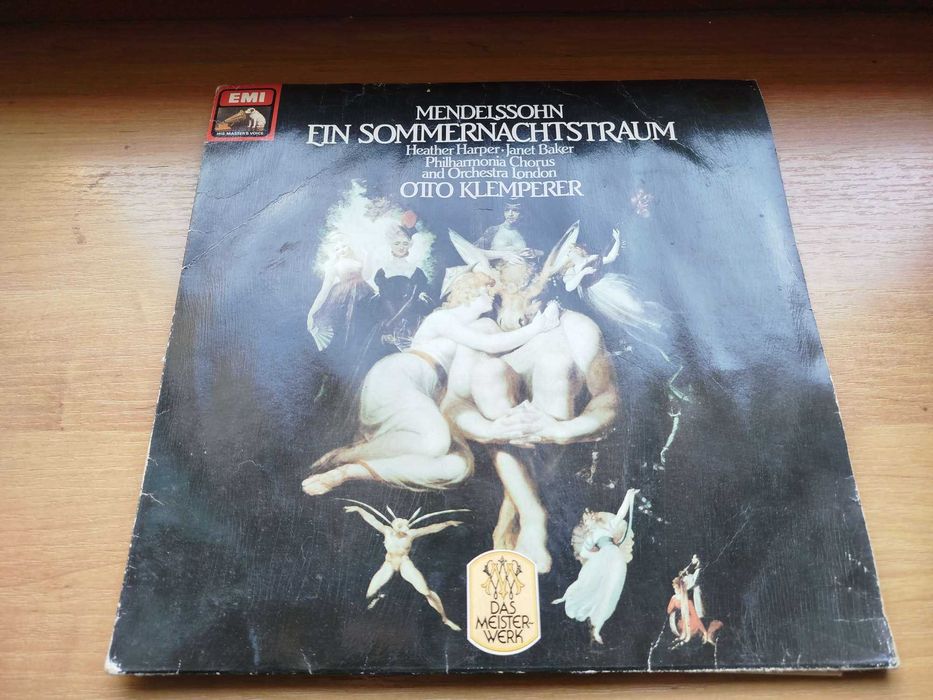 EMI
HIS MASTER'S VOICE
MENDELSSOHN
EIN SOMMERNACHTSTRAUM
Heather Harper · Janet Baker
Philharmonia Chorus
and Orchestra London
OTTO KLEMPERER
DAS
MEISTER-
WERK